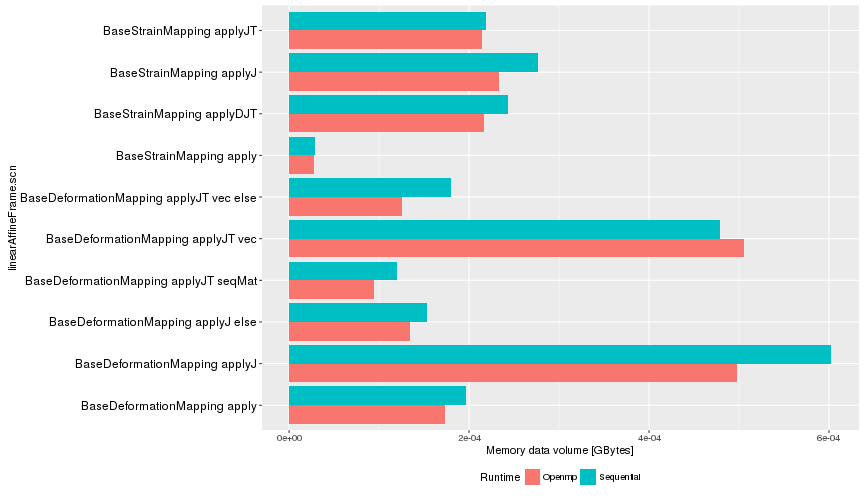 linearAffineFrame.scn
BaseStrainMapping applyJT
BaseStrainMapping applyJ
BaseStrainMapping applyDJT
BaseStrainMapping apply
BaseDeformationMapping applyJT vec else
BaseDeformationMapping applyJT vec
BaseDeformationMapping applyJT seqMat
BaseDeformationMapping applyJ else
BaseDeformationMapping applyJ
BaseDeformationMapping apply
0e+00 2e-04 4e-04 6e-04
Memory data volume [GBytes]
Runtime Openmp Sequential